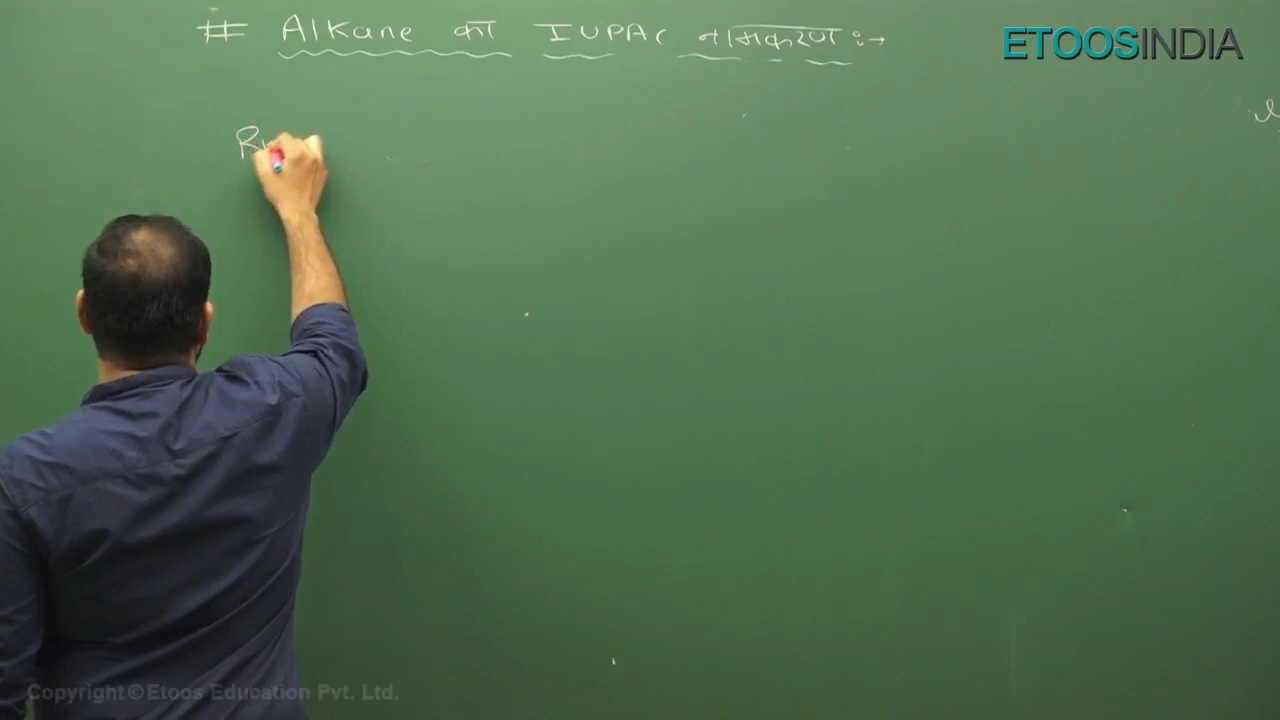 # Alkane का IUPAC नामकरण :→
ETOOSINDIA
Copyright © Etoos Education Pvt. Ltd.